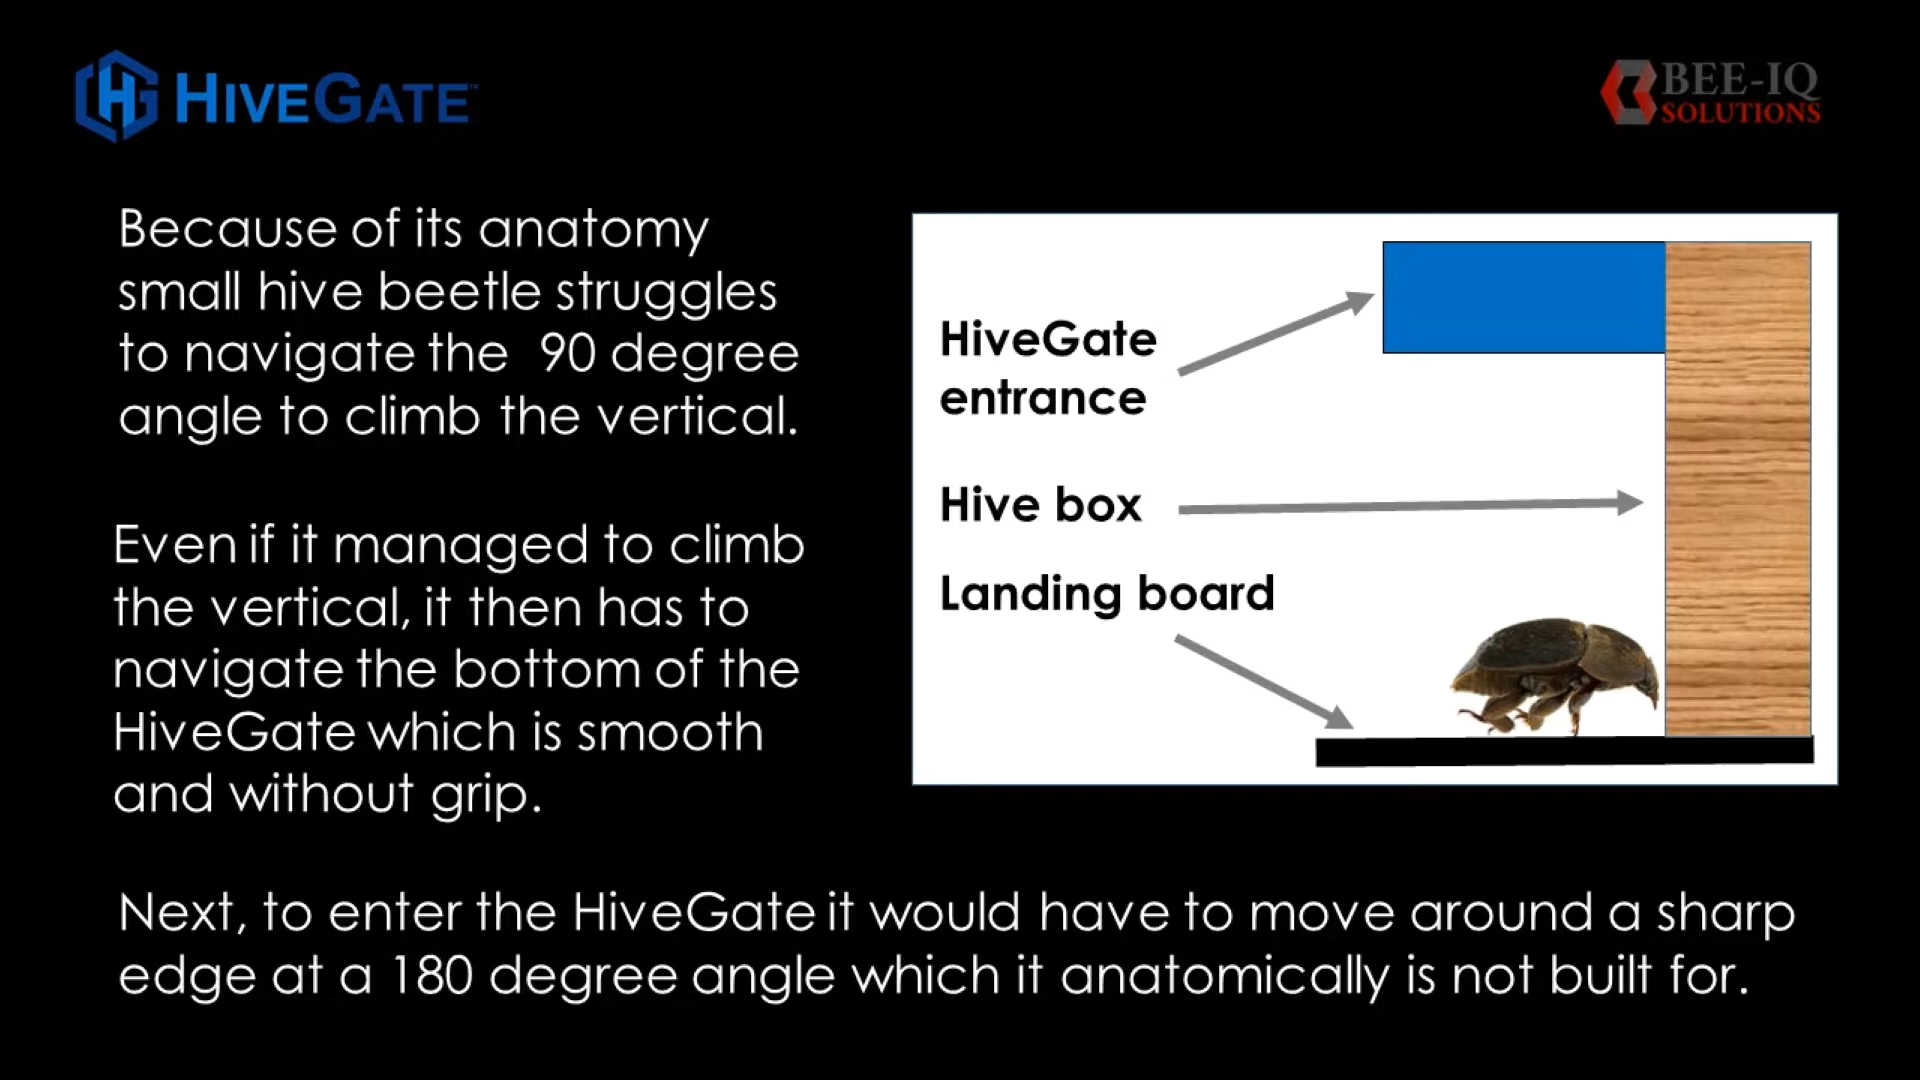 HIVEGATE™
BEE-IQ
SOLUTIONS
Because of its anatomy
small hive beetle struggles
to navigate the 90 degree
angle to climb the vertical.
Even if it managed to climb
the vertical, it then has to
navigate the bottom of the
HiveGate which is smooth
and without grip.
HiveGate
entrance
Hive box
Landing board
Next, to enter the HiveGate it would have to move around a sharp
edge at a 180 degree angle which it anatomically is not built for.